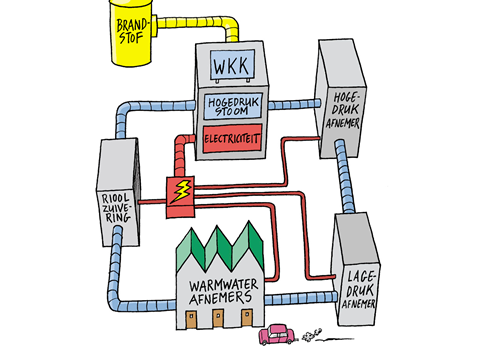 BRAND-
STOF
WKK
HOGEDRUK
STOOM
ELECTRICITEIT
HOGE-
DRUK
AFNEMER
RIOOL
ZUIVE-
RING
WARMWATER
AFNEMERS
LAGE-
DRUK
AFNEMER